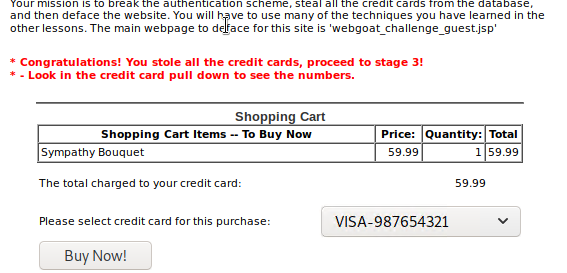 Your mission is to break the authentication scheme, steal all the credit cards from the database,
and then deface the website. You will have to use many of the techniques you have learned in the
other lessons. The main webpage to deface for this site is 'webgoat_challenge_guest.jsp'
* Congratulations! You stole all the credit cards, proceed to stage 3!
* - Look in the credit card pull down to see the numbers.
Shopping Cart
Shopping Cart Items -- To Buy Now Price: Quantity: Total
Sympathy Bouquet 59.99 1 59.99
The total charged to your credit card: 59.99
Please select credit card for this purchase: VISA-987654321
Buy Now!